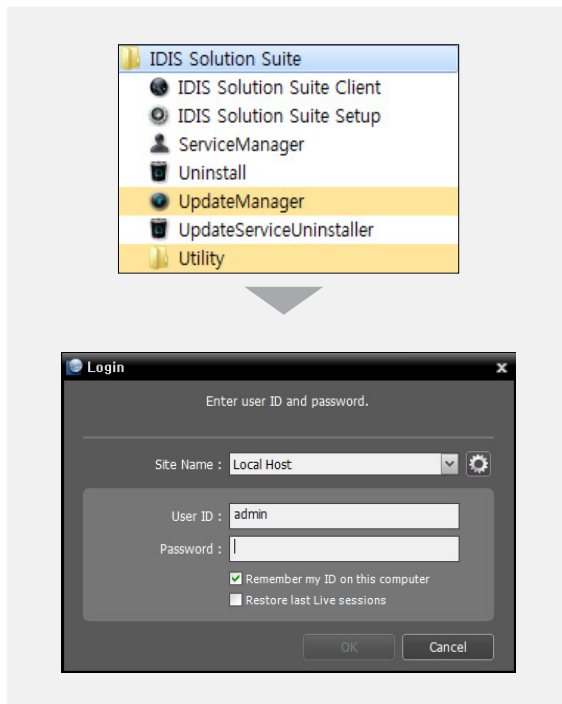 IDIS Solution Suite
IDIS Solution Suite Client
IDIS Solution Suite Setup
ServiceManager
Uninstall
UpdateManager
UpdateServiceUninstaller
Utility
Login x
Enter user ID and password.
Site Name : Local Host
User ID : admin
Password :
Remember my ID on this computer
Restore last Live sessions
OK Cancel